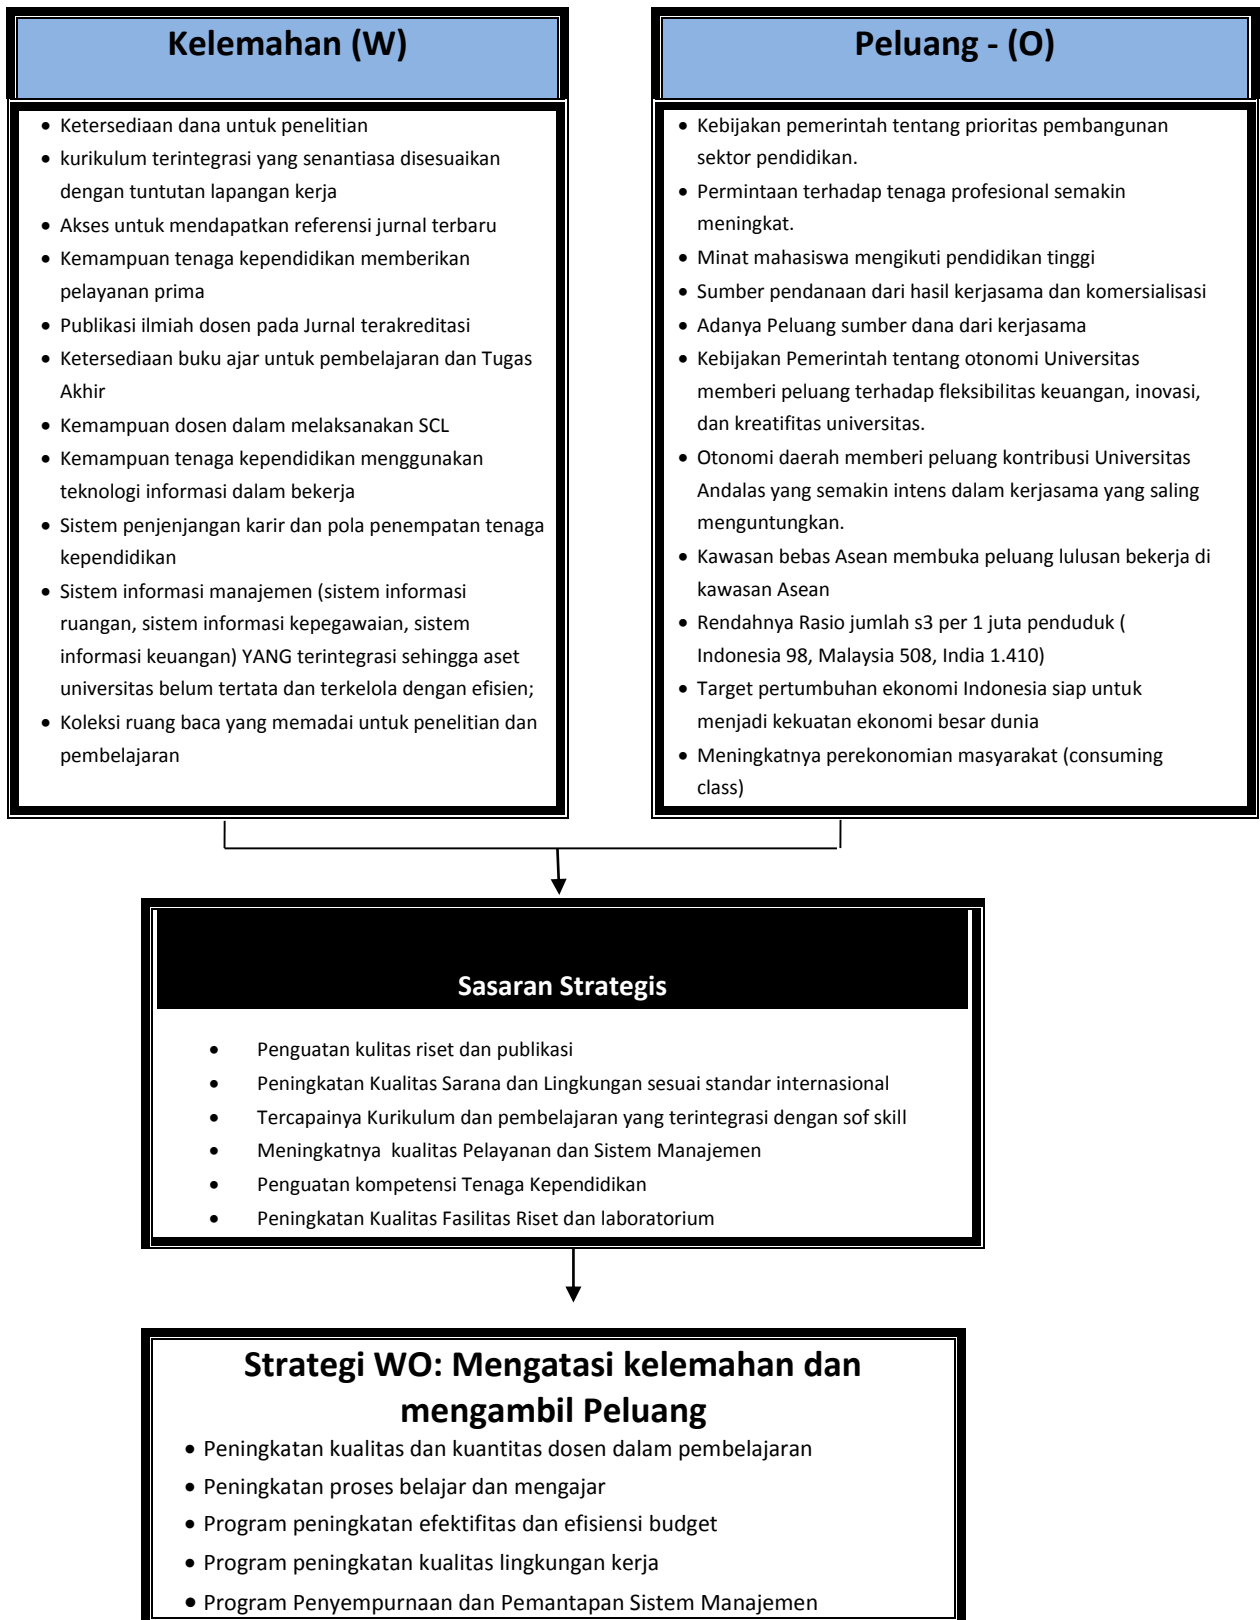 Kelemahan (W)
• Ketersediaan dana untuk penelitian
• kurikulum terintegrasi yang senantiasa disesuaikan
dengan tuntutan lapangan kerja
• Akses untuk mendapatkan referensi jurnal terbaru
• Kemampuan tenaga kependidikan memberikan
pelayanan prima
• Publikasi ilmiah dosen pada Jurnal terakreditasi
• Ketersediaan buku ajar untuk pembelajaran dan Tugas
Akhir
• Kemampuan dosen dalam melaksanakan SCL
• Kemampuan tenaga kependidikan menggunakan
teknologi informasi dalam bekerja
• Sistem penjenjangan karir dan pola penempatan tenaga
kependidikan
• Sistem informasi manajemen (sistem informasi
ruangan, sistem informasi kepegawaian, sistem
informasi keuangan) YANG terintegrasi sehingga aset
universitas belum tertata dan terkelola dengan efisien;
• Koleksi ruang baca yang memadai untuk penelitian dan
pembelajaran
Peluang - (O)
• Kebijakan pemerintah tentang prioritas pembangunan
sektor pendidikan.
• Permintaan terhadap tenaga profesional semakin
meningkat.
• Minat mahasiswa mengikuti pendidikan tinggi
• Sumber pendanaan dari hasil kerjasama dan komersialisasi
• Adanya Peluang sumber dana dari kerjasama
• Kebijakan Pemerintah tentang otonomi Universitas
memberi peluang terhadap fleksibilitas keuangan, inovasi,
dan kreatifitas universitas.
• Otonomi daerah memberi peluang kontribusi Universitas
Andalas yang semakin intens dalam kerjasama yang saling
menguntungkan.
• Kawasan bebas Asean membuka peluang lulusan bekerja di
kawasan Asean
• Rendahnya Rasio jumlah s3 per 1 juta penduduk (
Indonesia 98, Malaysia 508, India 1.410)
• Target pertumbuhan ekonomi Indonesia siap untuk
menjadi kekuatan ekonomi besar dunia
• Meningkatnya perekonomian masyarakat (consuming
class)
Sasaran Strategis
• Penguatan kulitas riset dan publikasi
• Peningkatan Kualitas Sarana dan Lingkungan sesuai standar internasional
• Tercapainya Kurikulum dan pembelajaran yang terintegrasi dengan sof skill
• Meningkatnya kualitas Pelayanan dan Sistem Manajemen
• Penguatan kompetensi Tenaga Kependidikan
• Peningkatan Kualitas Fasilitas Riset dan laboratorium
Strategi WO: Mengatasi kelemahan dan
mengambil Peluang
• Peningkatan kualitas dan kuantitas dosen dalam pembelajaran
• Peningkatan proses belajar dan mengajar
• Program peningkatan efektifitas dan efisiensi budget
• Program peningkatan kualitas lingkungan kerja
• Program Penyempurnaan dan Pemantapan Sistem Manajemen